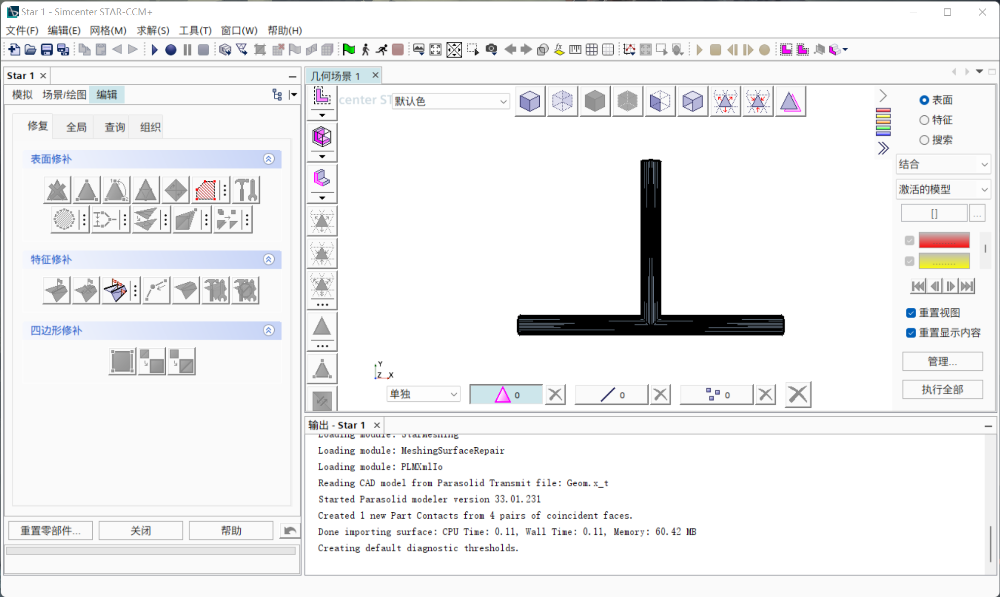 Star 1 - Simcenter STAR-CCM+
文件(F) 编辑(E) 网格(M) 求解(S) 工具(T) 窗口(W) 帮助(H)
Star 1
模拟 场景/绘图 编辑
修复 全局 查询 组织
表面修补
特征修补
四边形修补
重置零部件... 关闭 帮助
几何场景 1
center ST
默认色
Y
Z X
单独 0 0 0
表面
特征
搜索
结合
激活的模型
[] ...
........
........
重置视图
重置显示内容
管理...
执行全部
输出 - Star 1
Loading module: StarMeshing
Loading module: MeshingSurfaceRepair
Loading module: PLMXmlIo
Reading CAD model from Parasolid Transmit file: Geom.x_t
Started Parasolid modeler version 33.01.231
Created 1 new Part Contacts from 4 pairs of coincident faces.
Done importing surface: CPU Time: 0.11, Wall Time: 0.11, Memory: 60.42 MB
Creating default diagnostic thresholds.